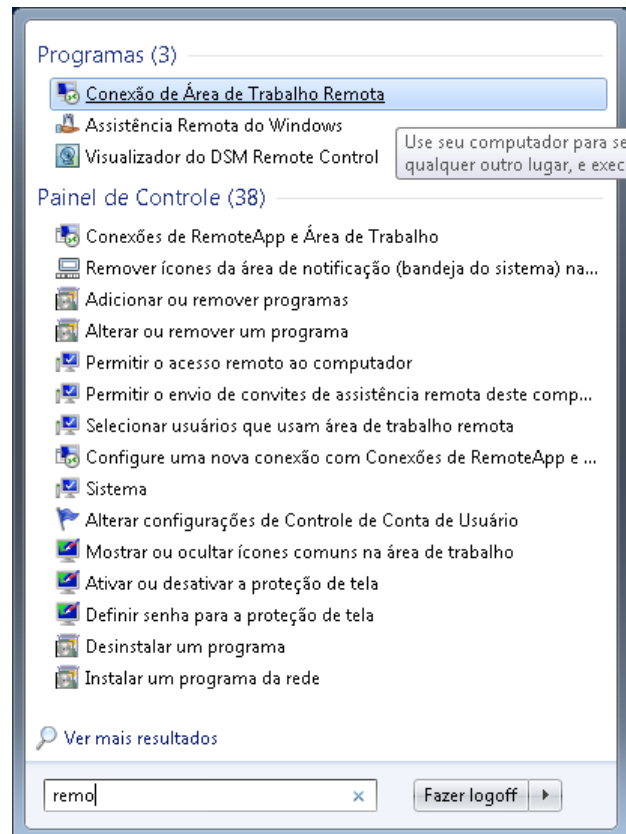 Programas (3)
Conexão de Área de Trabalho Remota
Assistência Remota do Windows
Visualizador do DSM Remote Control
Use seu computador para se
qualquer outro lugar, e exec
Painel de Controle (38)
Conexões de RemoteApp e Área de Trabalho
Remover ícones da área de notificação (bandeja do sistema) na...
Adicionar ou remover programas
Alterar ou remover um programa
Permitir o acesso remoto ao computador
Permitir o envio de convites de assistência remota deste comp...
Selecionar usuários que usam área de trabalho remota
Configure uma nova conexão com Conexões de RemoteApp e ...
Sistema
Alterar configurações de Controle de Conta de Usuário
Mostrar ou ocultar ícones comuns na área de trabalho
Ativar ou desativar a proteção de tela
Definir senha para a proteção de tela
Desinstalar um programa
Instalar um programa da rede
Ver mais resultados
remo
Fazer logoff